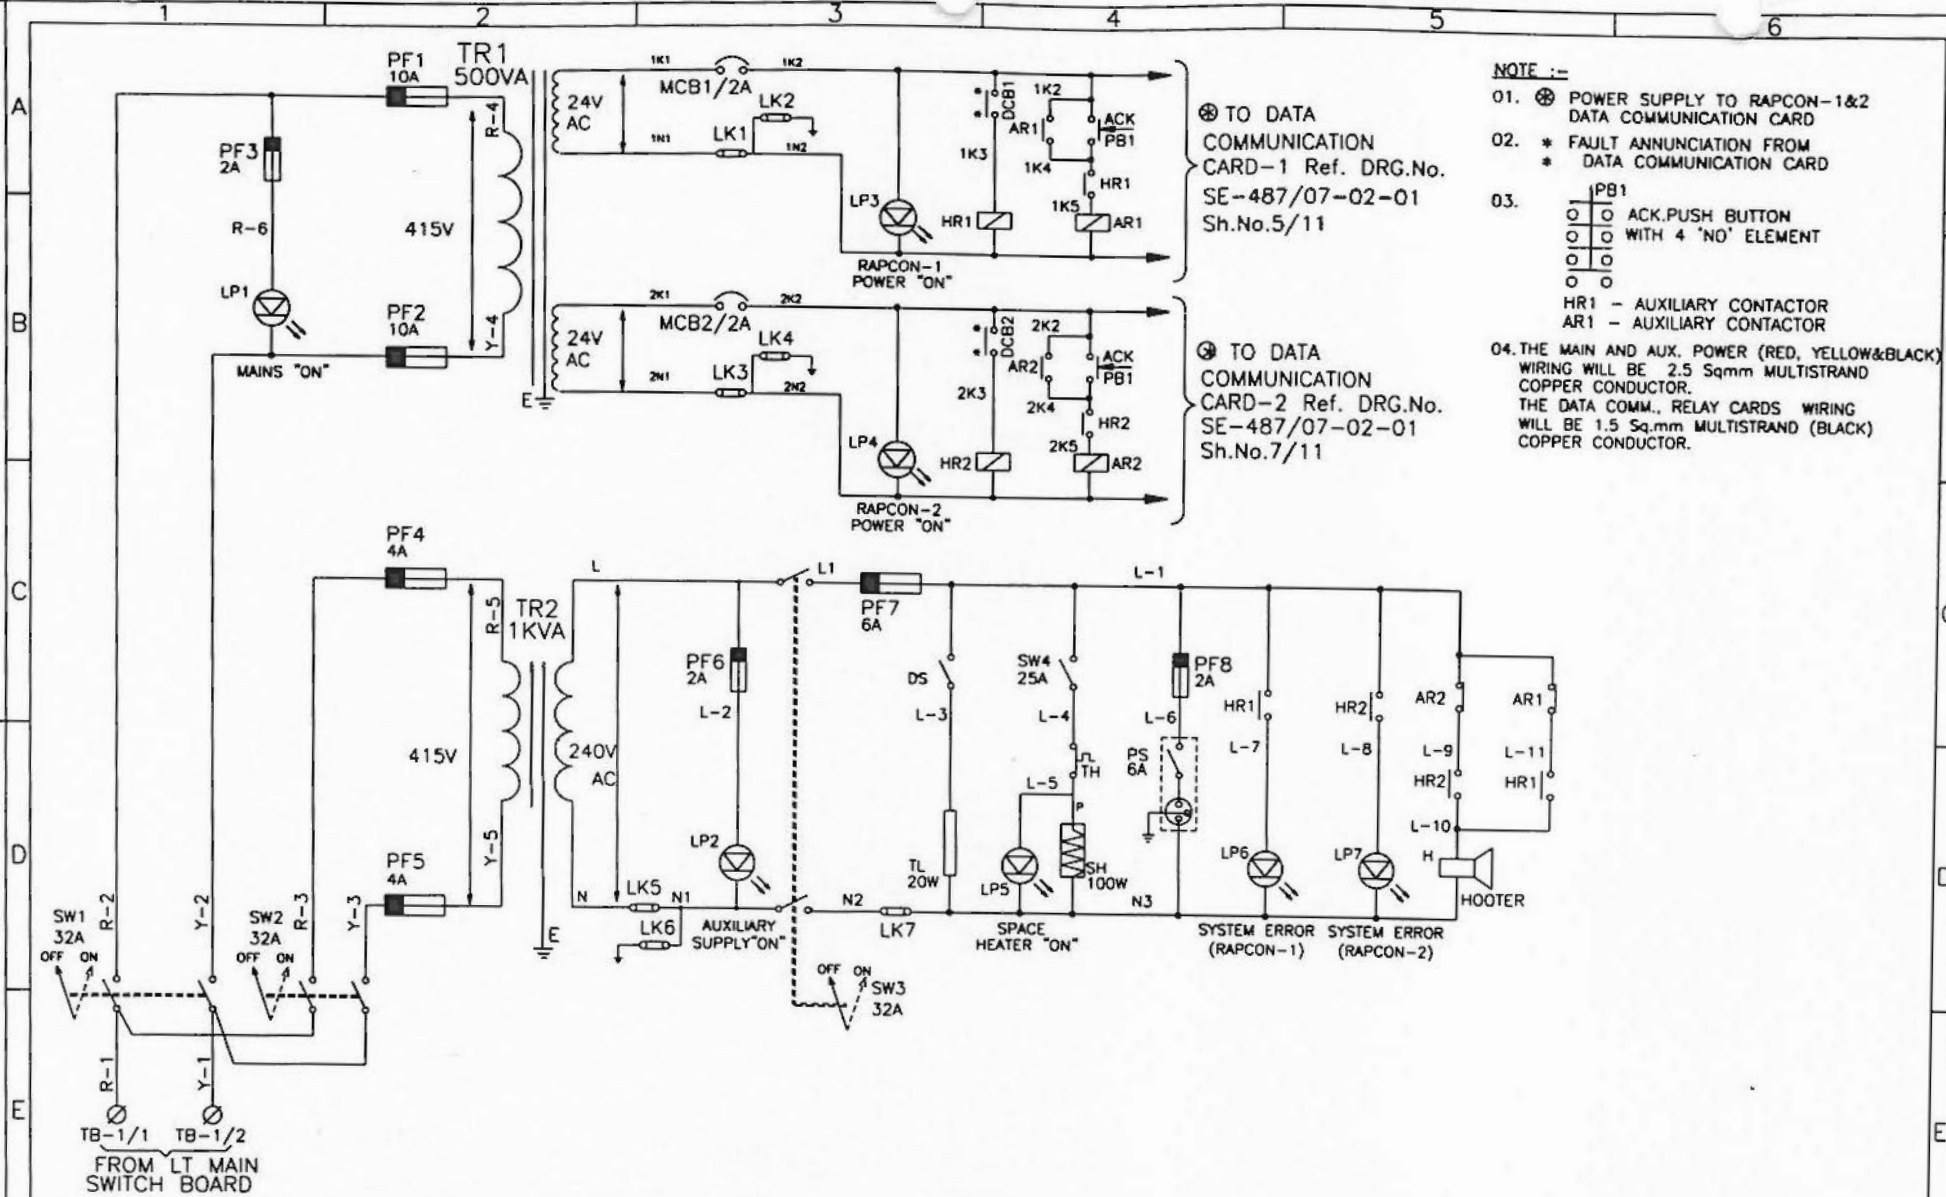 1 2 3 4 5 6
A
B
C
D
E
C
D
E
PF1
10A
TR1
500VA
R-4
PF3
2A
R-6
LP1
415V
PF2
10A
Y-4
MAINS "ON"
E
24V
AC
1K1
MCB1/2A
1K2
LK2
LK1
1N1
1N2
LP3
RAPCON-1
POWER "ON"
* * DCB1
1K2
AR1
ACK
PB1
1K3
1K4
HR1
1K5
HR1
AR1
⊛ TO DATA
COMMUNICATION
CARD-1 Ref. DRG.No.
SE-487/07-02-01
Sh.No.5/11
24V
AC
2K1
MCB2/2A
2K2
LK4
LK3
2N1
2N2
LP4
RAPCON-2
POWER "ON"
* * DCB2
2K2
AR2
ACK
PB1
2K3
2K4
HR2
2K5
HR2
AR2
⊛ TO DATA
COMMUNICATION
CARD-2 Ref. DRG.No.
SE-487/07-02-01
Sh.No.7/11
NOTE :-
01. ⊛ POWER SUPPLY TO RAPCON-1&2
DATA COMMUNICATION CARD
02. * FAULT ANNUNCIATION FROM
* DATA COMMUNICATION CARD
03. PB1
ACK.PUSH BUTTON
WITH 4 'NO' ELEMENT
HR1 - AUXILIARY CONTACTOR
AR1 - AUXILIARY CONTACTOR
04. THE MAIN AND AUX. POWER (RED, YELLOW&BLACK)
WIRING WILL BE 2.5 Sqmm MULTISTRAND
COPPER CONDUCTOR.
THE DATA COMM., RELAY CARDS WIRING
WILL BE 1.5 Sq.mm MULTISTRAND (BLACK)
COPPER CONDUCTOR.
PF4
4A
R-5
TR2
1KVA
415V
PF5
4A
Y-5
E
240V
AC
L
L1
PF7
6A
L-1
PF6
2A
L-2
LP2
N
LK5
N1
LK6
AUXILIARY
SUPPLY"ON"
N2
LK7
OFF ON
SW3
32A
DS
L-3
TL
20W
SW4
25A
L-4
TH
L-5
P
LP5
SH
100W
SPACE
HEATER "ON"
PF8
2A
L-6
PS
6A
N3
HR1
L-7
LP6
SYSTEM ERROR
(RAPCON-1)
HR2
L-8
LP7
SYSTEM ERROR
(RAPCON-2)
AR2
L-9
HR2
L-10
H
HOOTER
AR1
L-11
HR1
SW1
32A
OFF ON
R-2
Y-2
SW2
32A
OFF ON
R-3
Y-3
R-1
Y-1
TB-1/1 TB-1/2
FROM LT MAIN
SWITCH BOARD